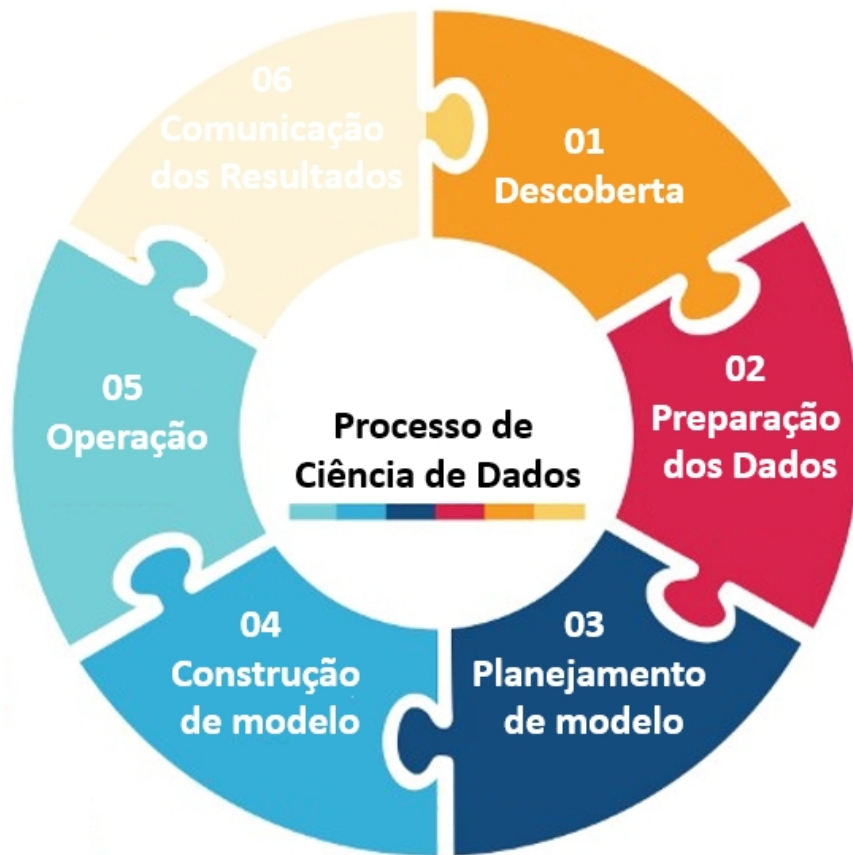 Processo de
Ciência de Dados
01
Descoberta
02
Preparação
dos Dados
03
Planejamento
de modelo
04
Construção
de modelo
05
Operação
06
Comunicação
dos Resultados